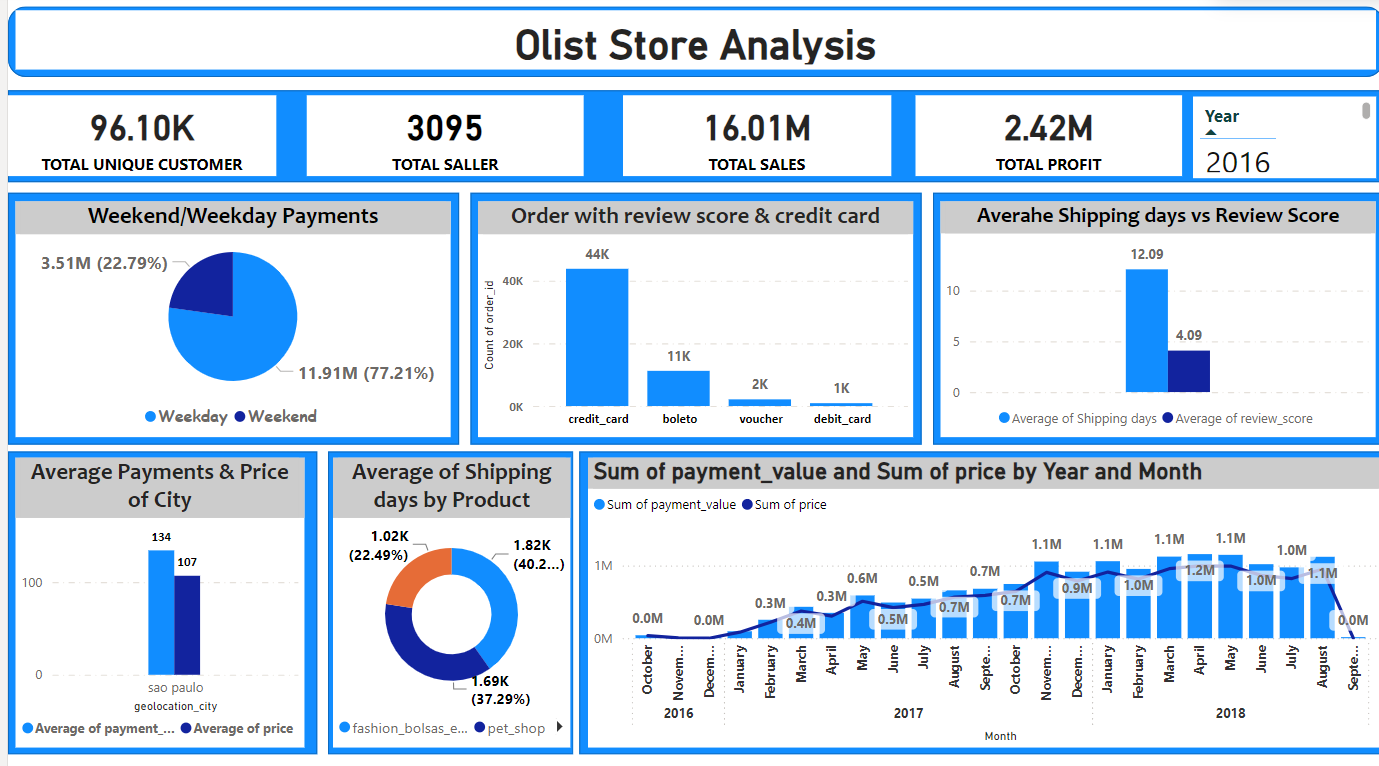 Olist Store Analysis
96.10K
TOTAL UNIQUE CUSTOMER
3095
TOTAL SALLER
16.01M
TOTAL SALES
2.42M
TOTAL PROFIT
Year
2016
Weekend/Weekday Payments
3.51M (22.79%)
11.91M (77.21%)
Weekday Weekend
Order with review score & credit card
Count of order_id
44K
40K
11K
20K
2K
1K
0K
credit_card boleto voucher debit_card
Averahe Shipping days vs Review Score
12.09
10
4.09
5
0
Average of Shipping days Average of review_score
Average Payments & Price
of City
134
107
100
0
sao paulo
geolocation_city
Average of payment_... Average of price
Average of Shipping
days by Product
1.02K
(22.49%)
1.82K
(40.2...)
1.69K
(37.29%)
fashion_bolsas_e... pet_shop
Sum of payment_value and Sum of price by Year and Month
Sum of payment_value Sum of price
1M
0M
0.0M 0.0M 0.3M 0.4M 0.3M 0.6M 0.5M 0.5M 0.7M 0.7M 0.7M 1.1M 0.9M 1.1M 1.0M 1.1M 1.2M 1.1M 1.0M 1.0M 1.1M 0.0M
October Novem... Decem... January February March April May June July August Septe... October Novem... Decem... January February March April May June July August Septe...
2016 2017 2018
Month